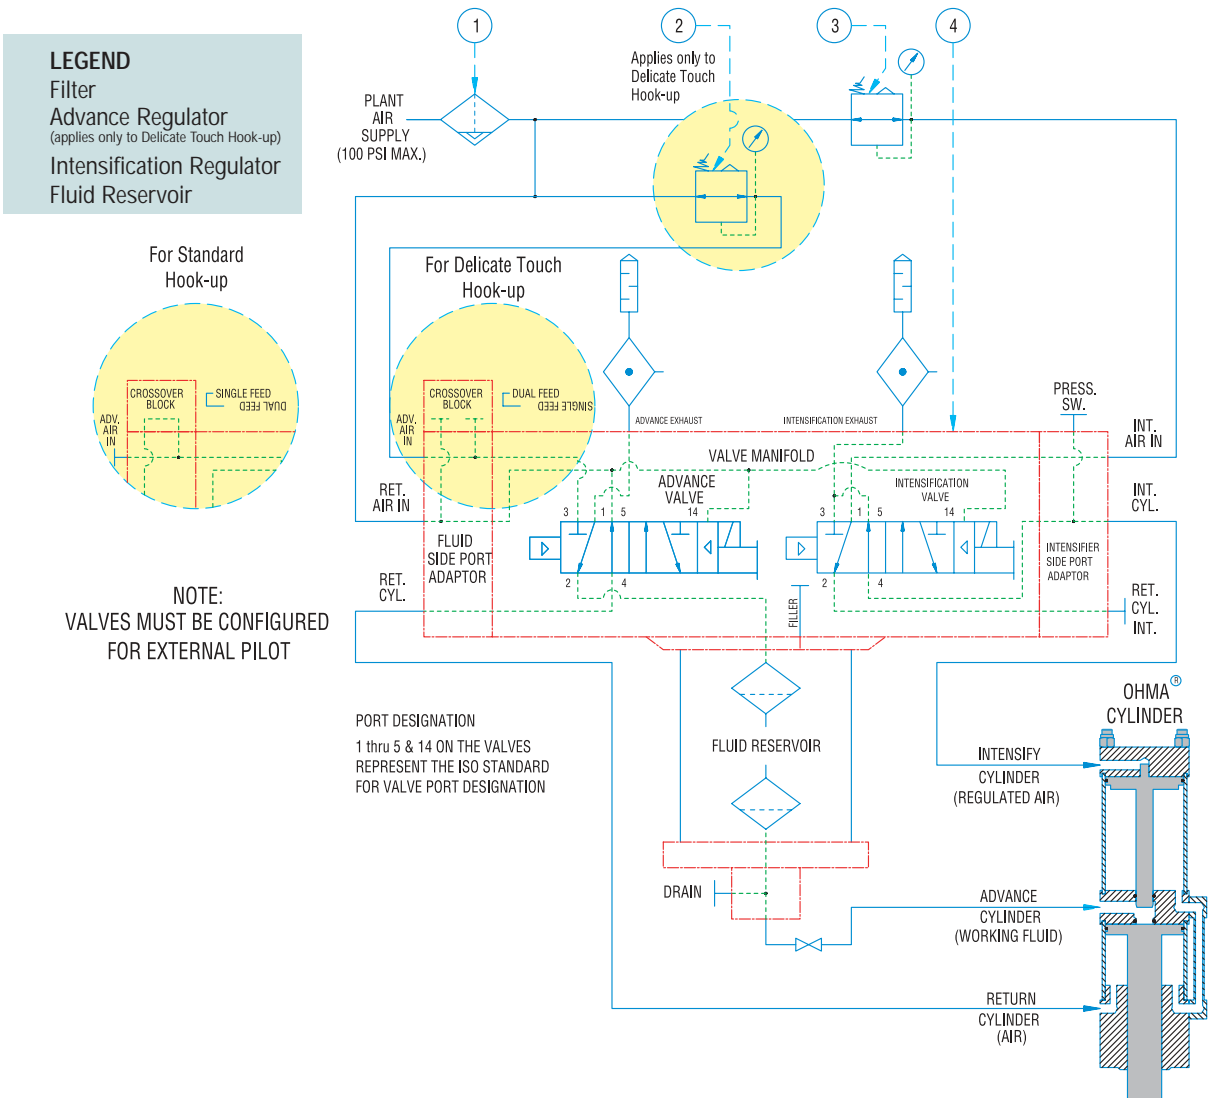 1
2
3
4
LEGEND
Filter
Advance Regulator
(applies only to Delicate Touch Hook-up)
Intensification Regulator
Fluid Reservoir
PLANT
AIR
SUPPLY
(100 PSI MAX.)
Applies only to
Delicate Touch
Hook-up
For Standard
Hook-up
CROSSOVER
BLOCK
SINGLE FEED
DUAL FEED
ADV.
AIR
IN
For Delicate Touch
Hook-up
CROSSOVER
BLOCK
DUAL FEED
SINGLE FEED
ADV.
AIR
IN
ADVANCE EXHAUST
INTENSIFICATION EXHAUST
PRESS.
SW.
INT.
AIR IN
VALVE MANIFOLD
ADVANCE
VALVE
INTENSIFICATION
VALVE
RET.
AIR IN
INT.
CYL.
3
1
5
14
3
1
5
14
FLUID
SIDE PORT
ADAPTOR
INTENSIFIER
SIDE PORT
ADAPTOR
2
4
2
4
RET.
CYL.
FILLER
RET.
CYL.
INT.
NOTE:
VALVES MUST BE CONFIGURED
FOR EXTERNAL PILOT
PORT DESIGNATION
1 thru 5 & 14 ON THE VALVES
REPRESENT THE ISO STANDARD
FOR VALVE PORT DESIGNATION
FLUID RESERVOIR
OHMA ®
CYLINDER
INTENSIFY
CYLINDER
(REGULATED AIR)
DRAIN
ADVANCE
CYLINDER
(WORKING FLUID)
RETURN
CYLINDER
(AIR)